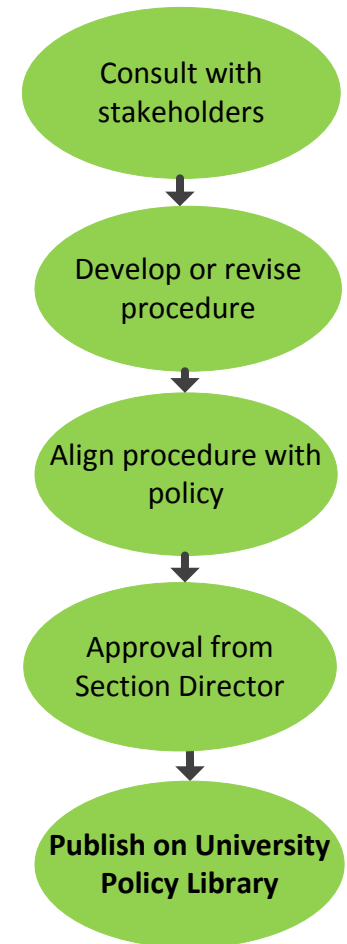 Consult with
stakeholders
Develop or revise
procedure
Align procedure with
policy
Approval from
Section Director
Publish on University
Policy Library